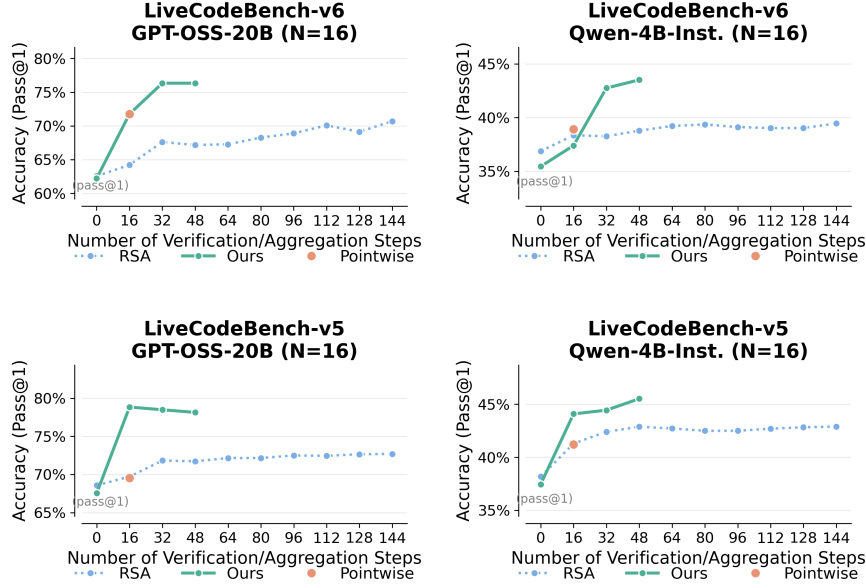 LiveCodeBench-v6
GPT-OSS-20B (N=16)
Accuracy (Pass@1)
80%
75%
70%
65%
60%
(pass@1)
0 16 32 48 64 80 96 112 128 144
Number of Verification/Aggregation Steps
RSA Ours Pointwise
LiveCodeBench-v6
Qwen-4B-Inst. (N=16)
Accuracy (Pass@1)
45%
40%
35%
(pass@1)
0 16 32 48 64 80 96 112 128 144
Number of Verification/Aggregation Steps
RSA Ours Pointwise
LiveCodeBench-v5
GPT-OSS-20B (N=16)
Accuracy (Pass@1)
80%
75%
70%
65%
(pass@1)
0 16 32 48 64 80 96 112 128 144
Number of Verification/Aggregation Steps
RSA Ours Pointwise
LiveCodeBench-v5
Qwen-4B-Inst. (N=16)
Accuracy (Pass@1)
45%
40%
35%
(pass@1)
0 16 32 48 64 80 96 112 128 144
Number of Verification/Aggregation Steps
RSA Ours Pointwise